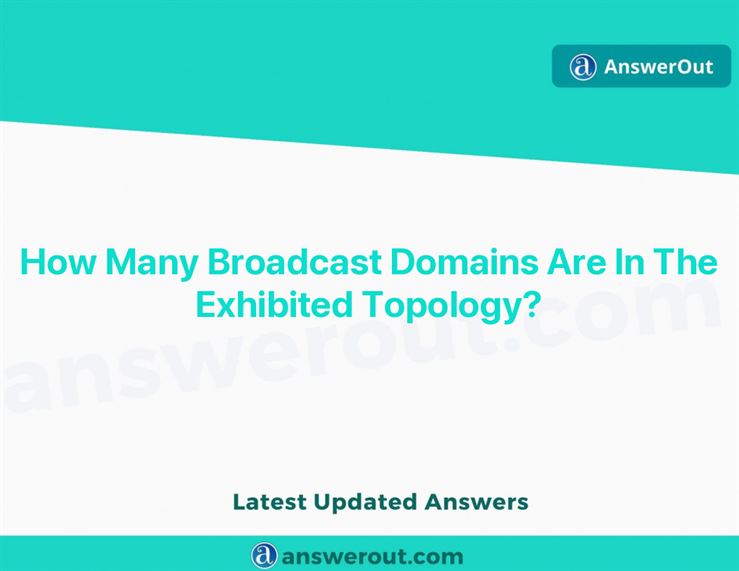 AnswerOut
How Many Broadcast Domains Are In The
Exhibited Topology?
answerout.com
Latest Updated Answers
answerout.com